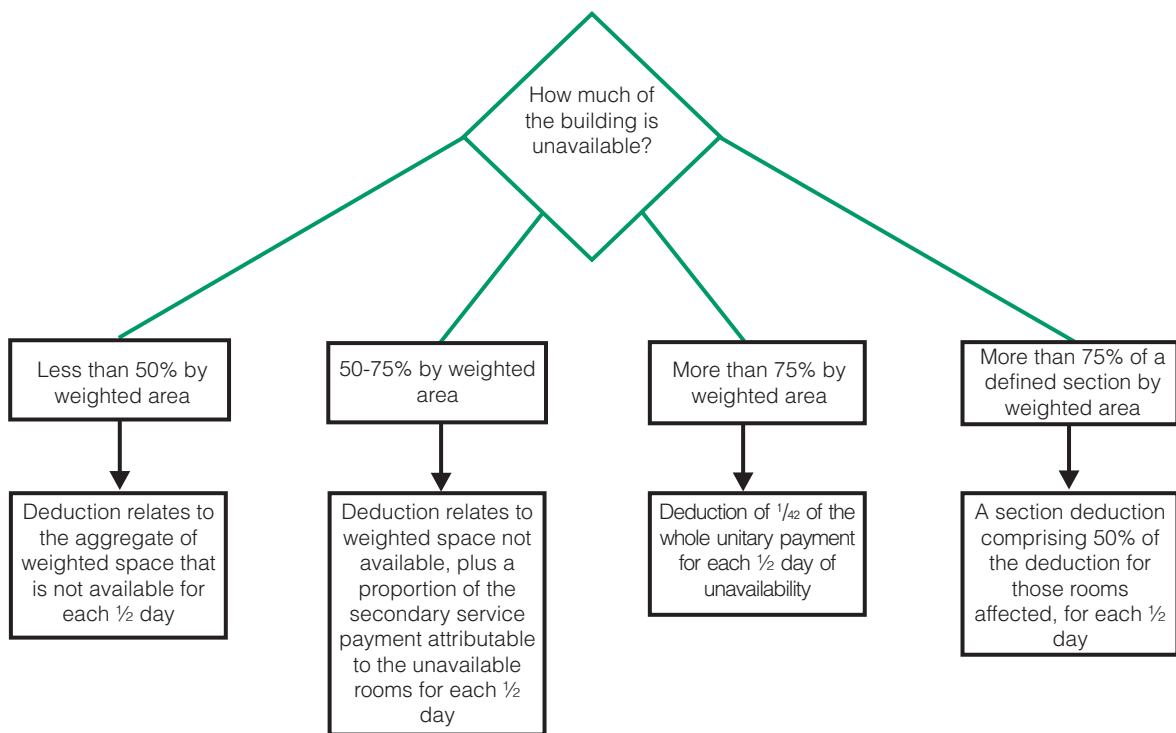 How much of
the building is
unavailable?
Less than 50% by
weighted area
50-75% by weighted
area
More than 75% by
weighted area
More than 75% of a
defined section by
weighted area
Deduction relates to
the aggregate of
weighted space that
is not available for
each ½ day
Deduction relates to
weighted space not
available, plus a
proportion of the
secondary service
payment attributable
to the unavailable
rooms for each ½
day
Deduction of 1/42 of the
whole unitary payment
for each ½ day of
unavailability
A section deduction
comprising 50% of
the deduction for
those rooms
affected, for each ½
day